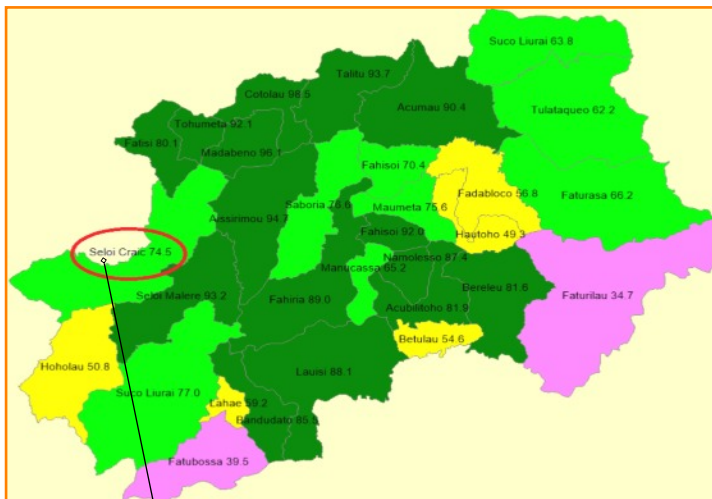 Suco Liurai 63.8
Talitu 93.7
Cotolau 98.5
Acumau 90.4
Tulataqueo 62.2
Tohumeta 92.1
Fatisi 80.1
Madabeno 96.1
Fahisoi 70.4
Fadabloco 56.8
Faturasa 66.2
Saboria 76.6
Maumeta 75.6
Aissirimou 94.7
Fahisoi 92.0
Hautoho 49.3
Seloi Craic 74.5
Namolesso 87.4
Manucassa 65.2
Bereleu 81.6
Seloi Malere 93.2
Fahiria 89.0
Acubilitoho 81.9
Faturilau 34.7
Betulau 54.6
Hoholau 50.8
Lauisi 88.1
Suco Liurai 77.0
Lahae 59.2
Bandudato
Fatubossa 39.5